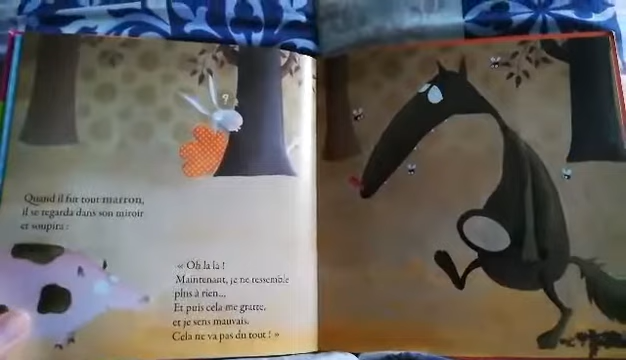 Quand il fut tout marron,
il se regarda dans son miroir
et soupira :
« Oh la la !
Maintenant, je ne ressemble
plus à rien...
Et puis cela me gratte,
et je sens mauvais.
Cela ne va pas du tout ! »
?